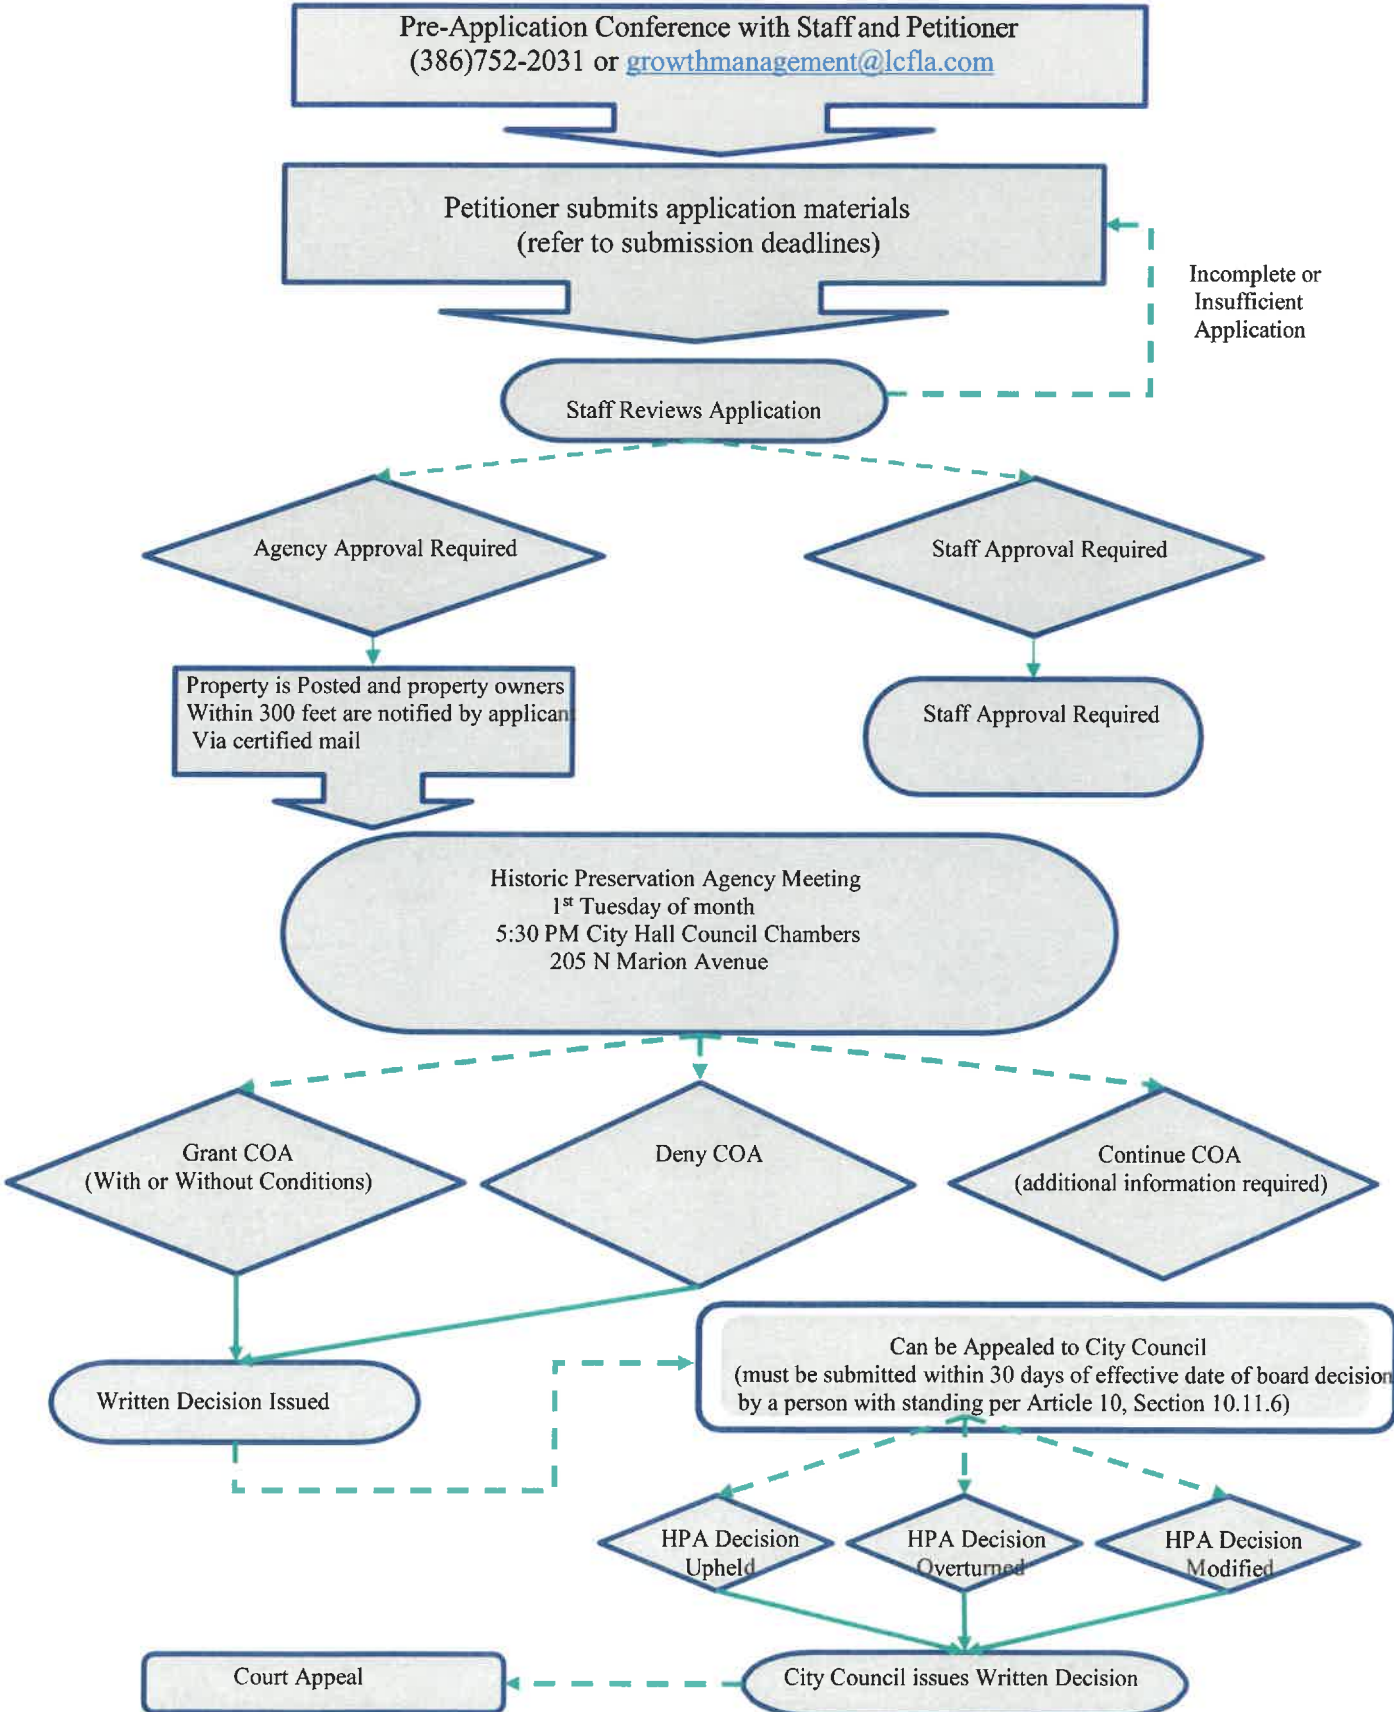 Pre-Application Conference with Staff and Petitioner
(386)752-2031 or growthmanagement@lcfla.com
Petitioner submits application materials
(refer to submission deadlines)
Incomplete or
Insufficient
Application
Staff Reviews Application
Agency Approval Required
Staff Approval Required
Property is Posted and property owners
Within 300 feet are notified by applicant
Via certified mail
Staff Approval Required
Historic Preservation Agency Meeting
1st Tuesday of month
5:30 PM City Hall Council Chambers
205 N Marion Avenue
Grant COA
(With or Without Conditions)
Deny COA
Continue COA
(additional information required)
Can be Appealed to City Council
(must be submitted within 30 days of effective date of board decision
by a person with standing per Article 10, Section 10.11.6)
Written Decision Issued
HPA Decision
Upheld
HPA Decision
Overturned
HPA Decision
Modified
Court Appeal
City Council issues Written Decision